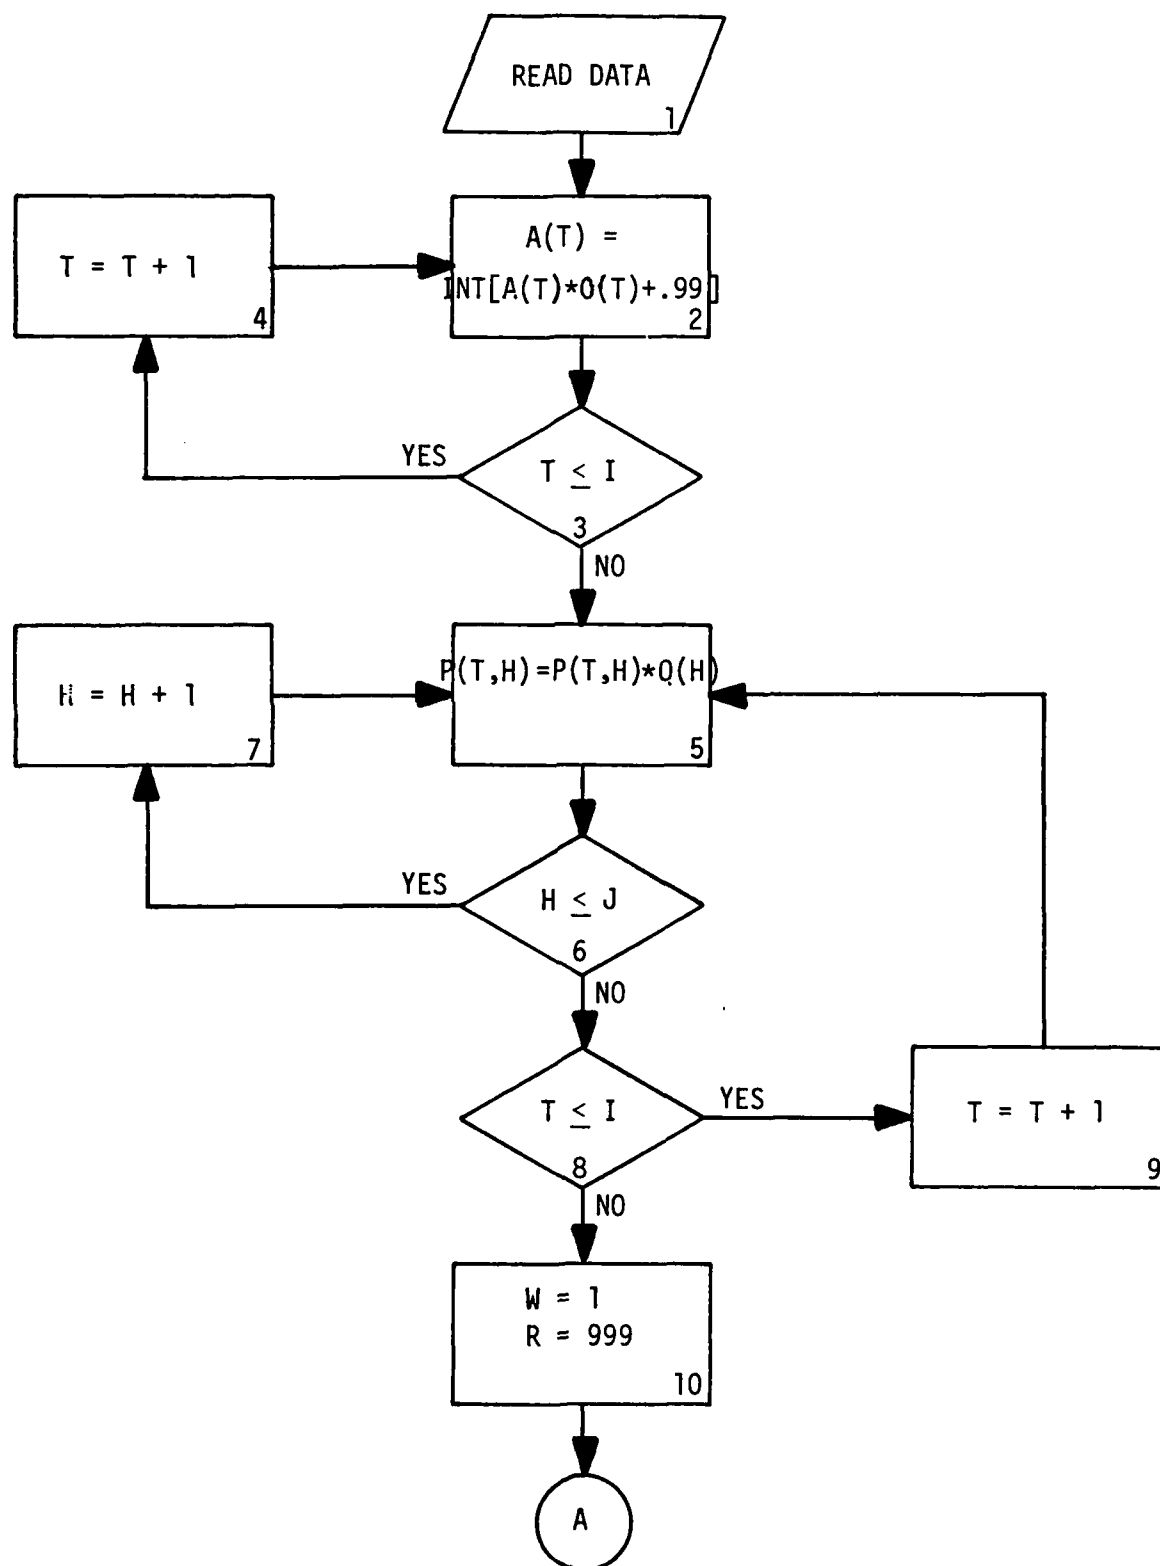 READ DATA
1
T = T + 1
4
A(T) =
INT[A(T)*O(T)+.99]
2
YES
T ≤ I
3
NO
H = H + 1
7
P(T,H)=P(T,H)*Q(H)
5
YES
H ≤ J
6
NO
T ≤ I
8
YES
T = T + 1
9
NO
W = 1
R = 999
10
A